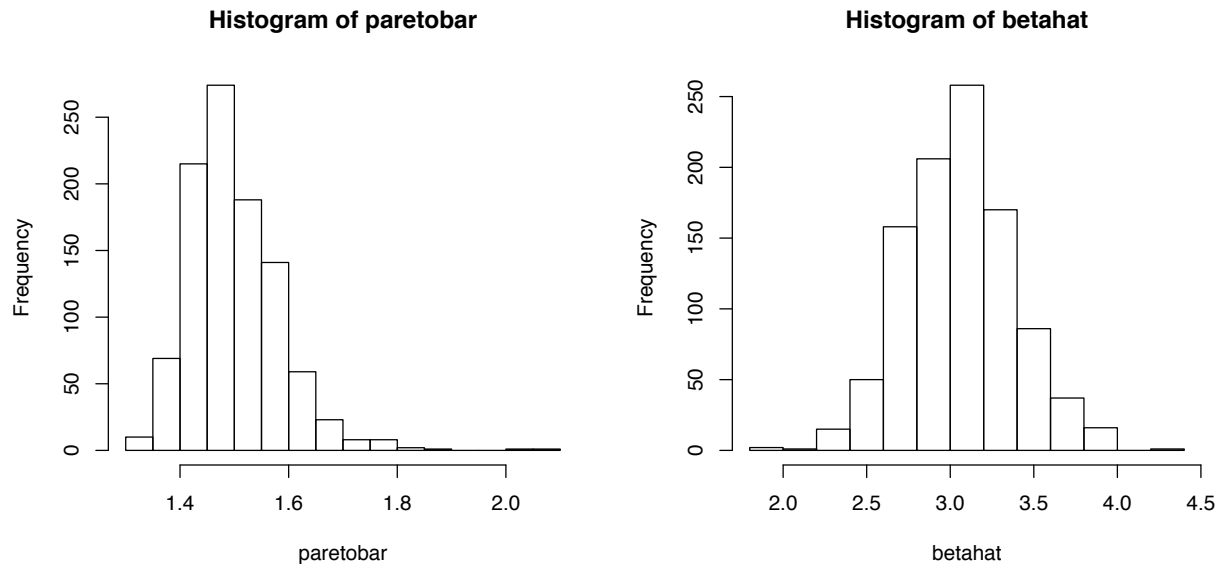 Histogram of paretobar
Frequency
0 50 100 150 200 250
1.4 1.6 1.8 2.0
paretobar
Histogram of betahat
Frequency
0 50 100 150 200 250
2.0 2.5 3.0 3.5 4.0 4.5
betahat